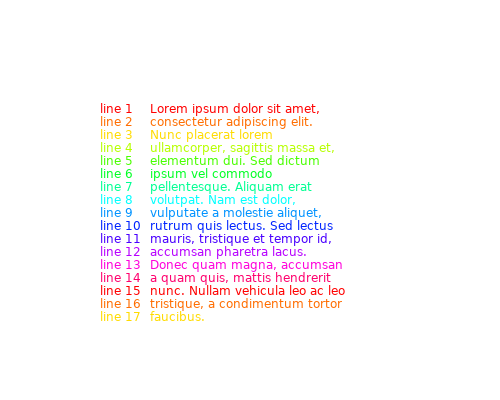 line 1 Lorem ipsum dolor sit amet,
line 2 consectetur adipiscing elit.
line 3 Nunc placerat lorem
line 4 ullamcorper, sagittis massa et,
line 5 elementum dui. Sed dictum
line 6 ipsum vel commodo
line 7 pellentesque. Aliquam erat
line 8 volutpat. Nam est dolor,
line 9 vulputate a molestie aliquet,
line 10 rutrum quis lectus. Sed lectus
line 11 mauris, tristique et tempor id,
line 12 accumsan pharetra lacus.
line 13 Donec quam magna, accumsan
line 14 a quam quis, mattis hendrerit
line 15 nunc. Nullam vehicula leo ac leo
line 16 tristique, a condimentum tortor
line 17 faucibus.